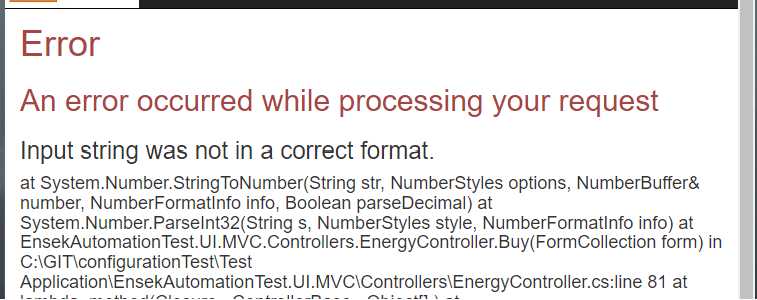 Error
An error occurred while processing your request
Input string was not in a correct format.
at System.Number.StringToNumber(String str, NumberStyles options, NumberBuffer&
number, NumberFormatInfo info, Boolean parseDecimal) at
System.Number.ParseInt32(String s, NumberStyles style, NumberFormatInfo info) at
EnsekAutomationTest.UI.MVC.Controllers.EnergyController.Buy(FormCollection form) in
C:\GIT\configurationTest\Test
Application\EnsekAutomationTest.UI.MVC\Controllers\EnergyController.cs:line 81 at
lambda_method(Closure , ControllerBase , Object[] ) at